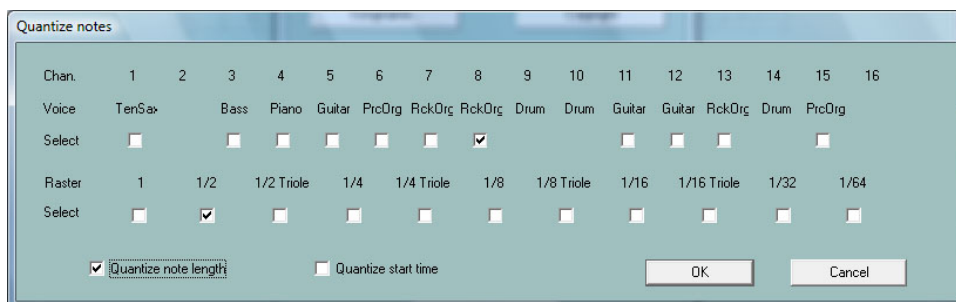 Quantize notes
Chan. 1 2 3 4 5 6 7 8 9 10 11 12 13 14 15 16
Voice TenSax Bass Piano Guitar PrcOrg RckOrg RckOrg Drum Drum Guitar Guitar RckOrg Drum PrcOrg
Select
Raster 1 1/2 1/2 Triole 1/4 1/4 Triole 1/8 1/8 Triole 1/16 1/16 Triole 1/32 1/64
Select
Quantize note length Quantize start time OK Cancel